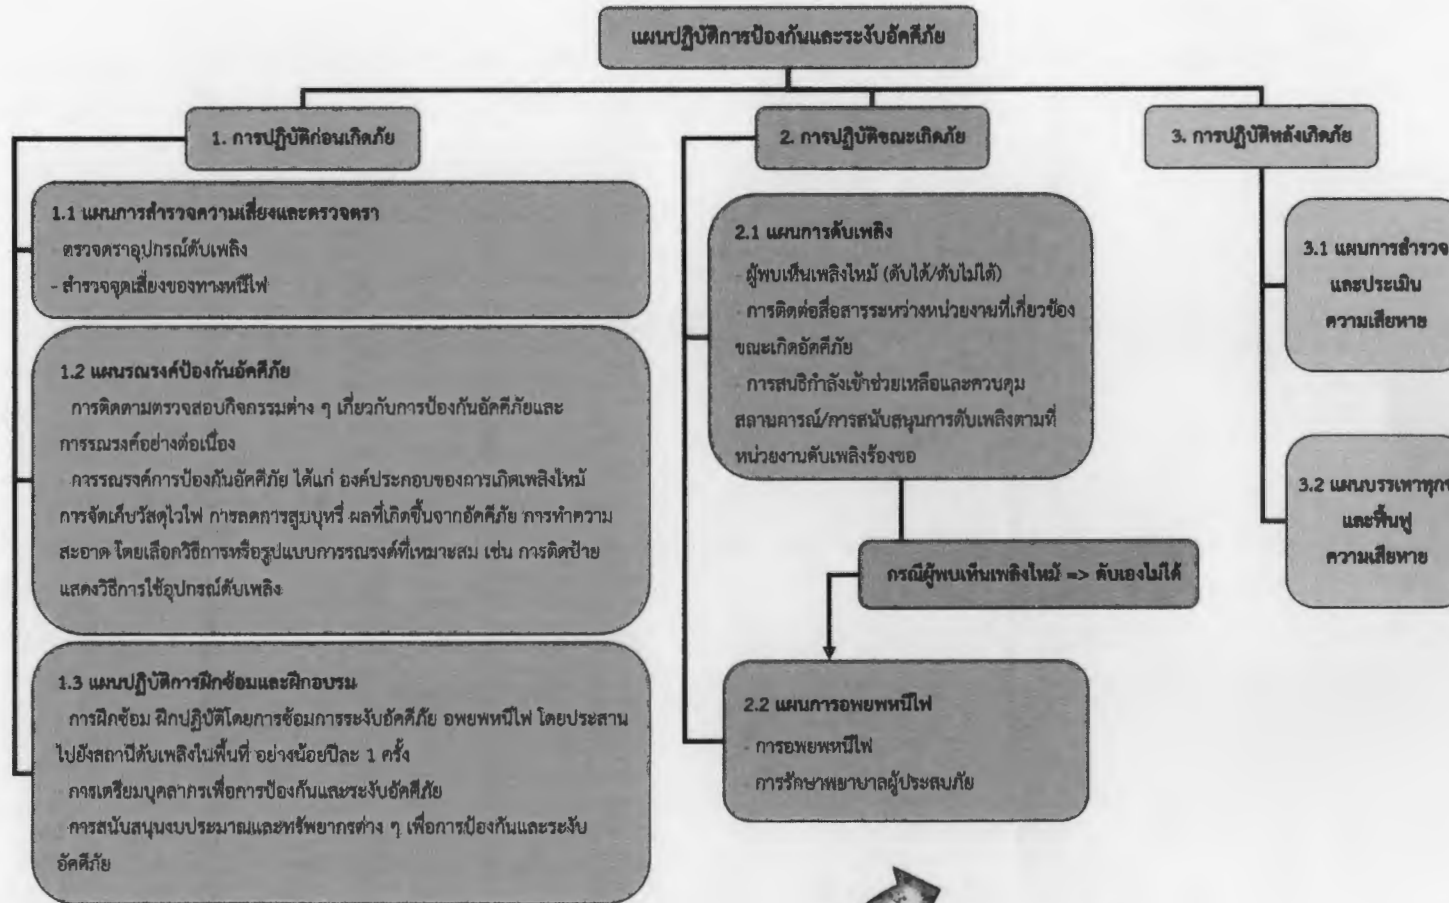 แผนปฏิบัติการป้องกันและระงับอัคคีภัย
1. การปฏิบัติก่อนเกิดภัย
1.1 แผนการสำรวจความเสี่ยงและตรวจตรา
- ตรวจตราอุปกรณ์ดับเพลิง
- สำรวจจุดเสี่ยงของทางหนีไฟ
1.2 แผนรณรงค์ป้องกันอัคคีภัย
การติดตามตรวจสอบกิจกรรมต่าง ๆ เกี่ยวกับการป้องกันอัคคีภัยและ
การรณรงค์อย่างต่อเนื่อง
การรณรงค์การป้องกันอัคคีภัย ได้แก่ องค์ประกอบของการเกิดเพลิงไหม้
การจัดเก็บวัสดุไวไฟ การลดการสูบบุหรี่ ผลที่เกิดขึ้นจากอัคคีภัย การทำความ
สะอาด โดยเลือกวิธีการหรือรูปแบบการรณรงค์ที่เหมาะสม เช่น การติดป้าย
แสดงวิธีการใช้อุปกรณ์ดับเพลิง
1.3 แผนปฏิบัติการฝึกซ้อมและฝึกอบรม
การฝึกซ้อม ฝึกปฏิบัติโดยการซ้อมการระงับอัคคีภัย อพยพหนีไฟ โดยประสาน
ไปยังสถานีดับเพลิงในพื้นที่ อย่างน้อยปีละ 1 ครั้ง
การเตรียมบุคลากรเพื่อการป้องกันและระงับอัคคีภัย
การสนับสนุนงบประมาณและทรัพยากรต่าง ๆ เพื่อการป้องกันและระงับ
อัคคีภัย
2. การปฏิบัติขณะเกิดภัย
2.1 แผนการดับเพลิง
- ผู้พบเห็นเพลิงไหม้ (ดับได้/ดับไม่ได้)
- การติดต่อสื่อสารระหว่างหน่วยงานที่เกี่ยวข้อง
ขณะเกิดอัคคีภัย
- การสนธิกำลังเข้าช่วยเหลือและควบคุม
สถานการณ์/การสนับสนุนการดับเพลิงตามที่
หน่วยงานดับเพลิงร้องขอ
กรณีผู้พบเห็นเพลิงไหม้ => ดับเองไม่ได้
2.2 แผนการอพยพหนีไฟ
- การอพยพหนีไฟ
- การรักษาพยาบาลผู้ประสบภัย
3. การปฏิบัติหลังเกิดภัย
3.1 แผนการสำรวจ
และประเมิน
ความเสียหาย
3.2 แผนบรรเทาทุกข
และฟื้นฟู
ความเสียหาย